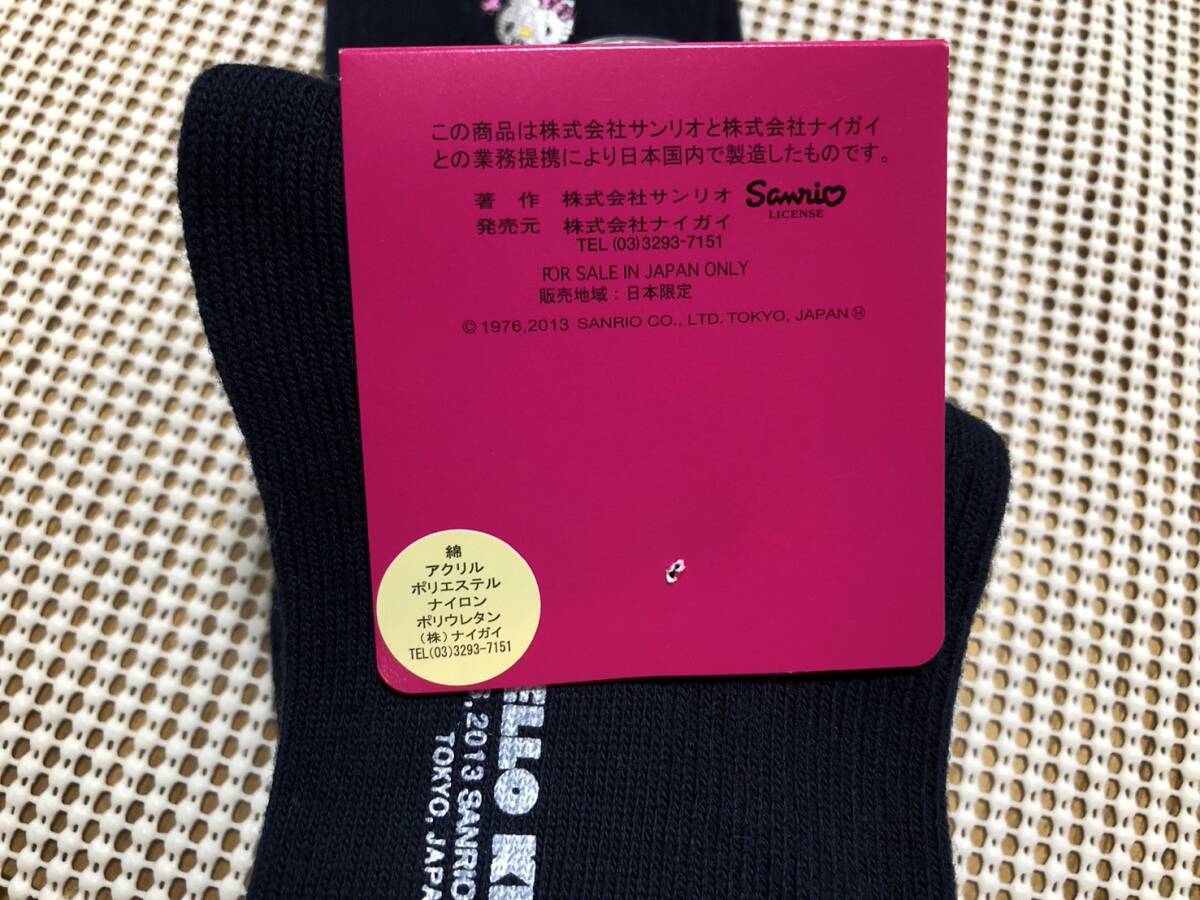 この商品は株式会社サンリオと株式会社ナイガイ
との業務提携により日本国内で製造したものです。
著 作 株式会社サンリオ Sanrio
LICENSE
発売元 株式会社ナイガイ
TEL (03)3293-7151
FOR SALE IN JAPAN ONLY
販売地域：日本限定
© 1976,2013 SANRIO CO., LTD. TOKYO, JAPAN Ⓗ
綿
アクリル
ポリエステル
ナイロン
ポリウレタン
（株）ナイガイ
TEL(03)3293-7151
ELLO K
,2013 SANRIO
TOKYO, JAPA